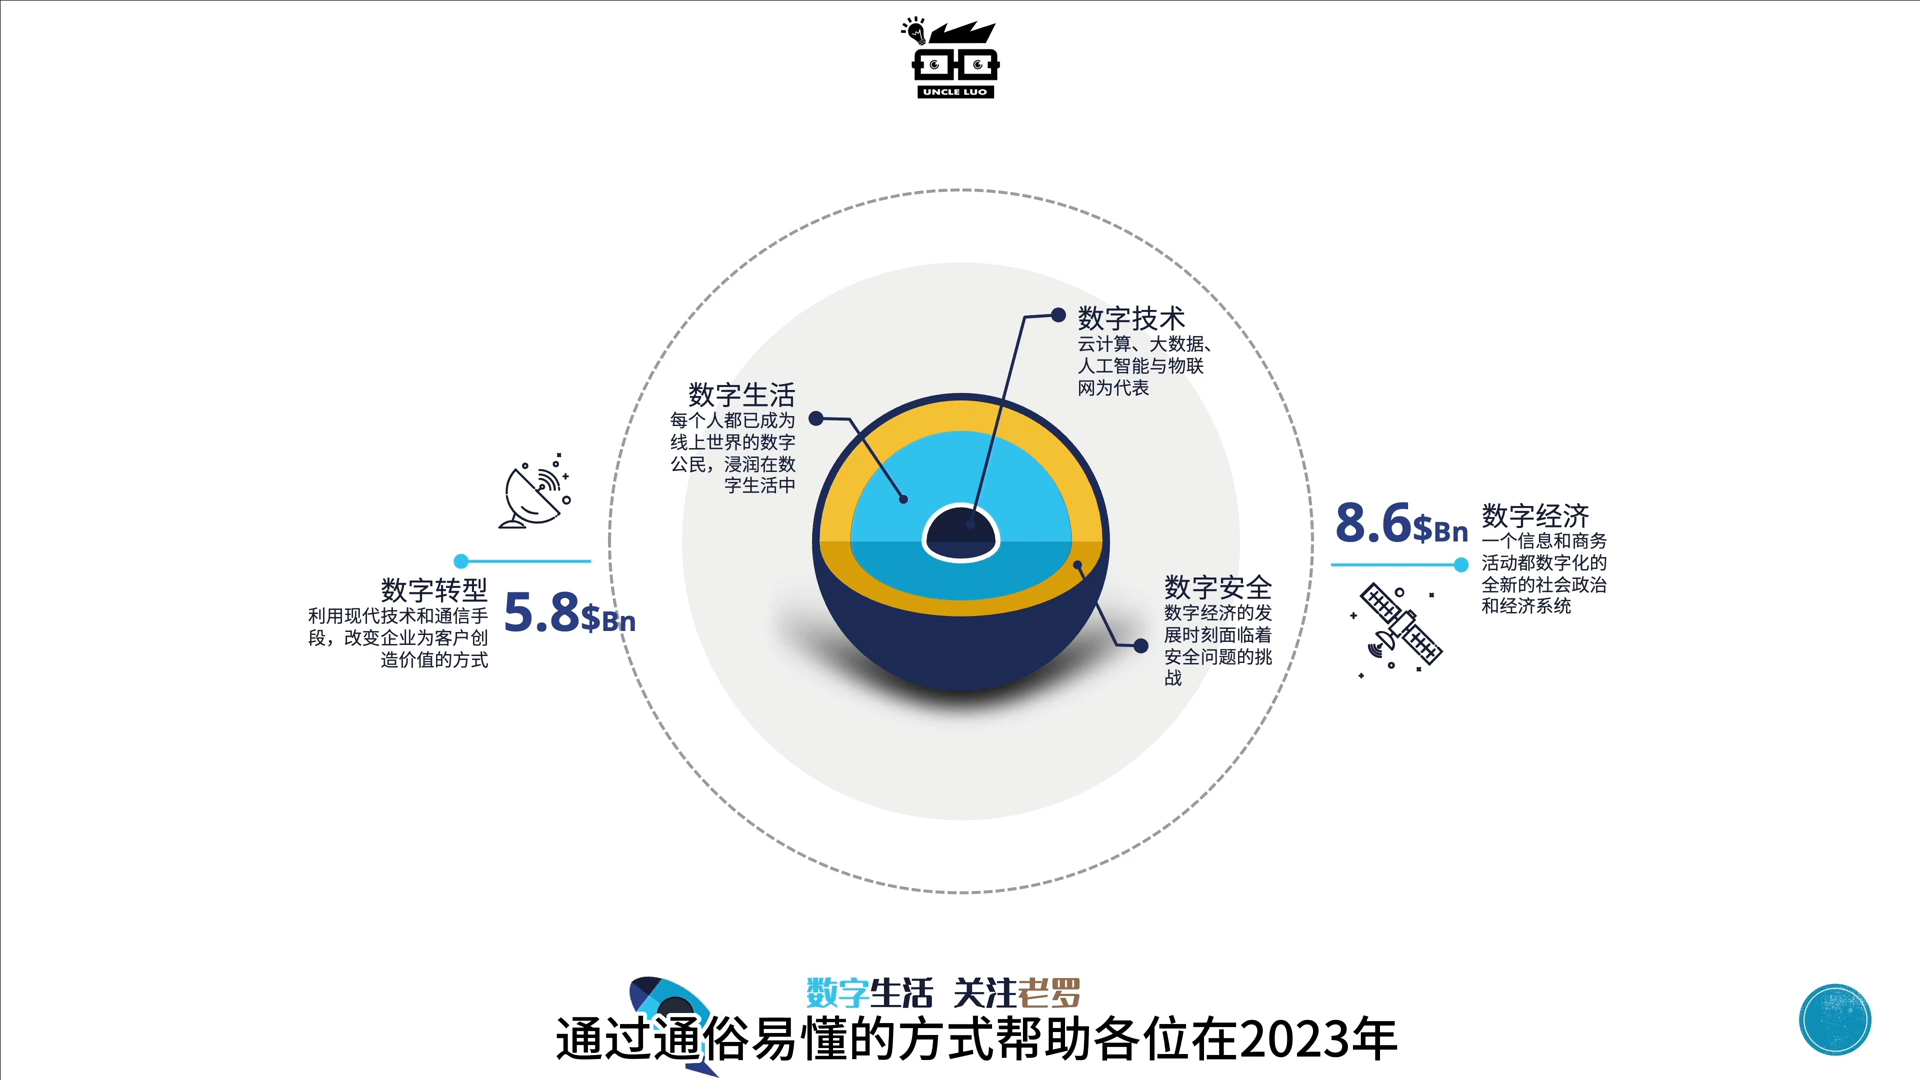 UNCLE LUO
数字技术
云计算、大数据、
人工智能与物联
网为代表
数字生活
每个人都已成为
线上世界的数字
公民，浸润在数
字生活中
8.6$Bn
数字经济
一个信息和商务
活动都数字化的
全新的社会政治
和经济系统
数字转型
利用现代技术和通信手
段，改变企业为客户创
造价值的方式
5.8$Bn
数字安全
数字经济的发
展时刻面临着
安全问题的挑
战
数字生活 关注老罗
通过通俗易懂的方式帮助各位在2023年